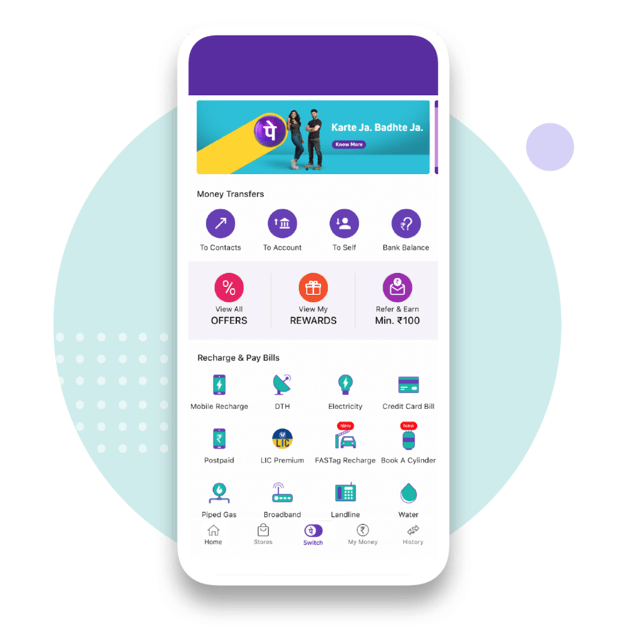 पे
Karte Ja. Badhte Ja.
Know More
Money Transfers
To Contacts
To Account
To Self
Bank Balance
View All
OFFERS
View My
REWARDS
Refer & Earn
Min. ₹100
Recharge & Pay Bills
Mobile Recharge
DTH
Electricity
Credit Card Bill
Postpaid
LIC
LIC Premium
New
FASTag Recharge
New
Book A Cylinder
Piped Gas
Broadband
Landline
Water
Home
Stores
पे
Switch
My Money
History